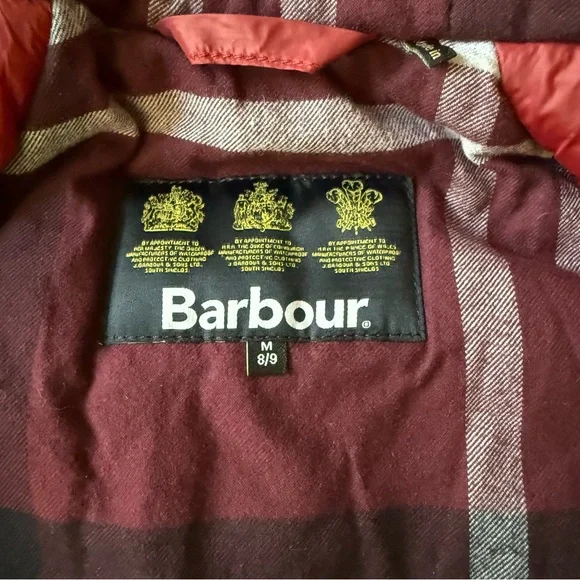 made in
BY APPOINTMENT TO
HER MAJESTY THE QUEEN
MANUFACTURERS OF WATERPROOF
AND PROTECTIVE CLOTHING
J.BARBOUR & SONS LTD.
SOUTH SHIELDS
BY APPOINTMENT TO
H.R.H. THE DUKE OF EDINBURGH
MANUFACTURERS OF WATERPROOF
AND PROTECTIVE CLOTHING
J.BARBOUR & SONS LTD.
SOUTH SHIELDS
BY APPOINTMENT TO
H.R.H. THE PRINCE OF WALES
MANUFACTURERS OF WATERPROOF
AND PROTECTIVE CLOTHING
J.BARBOUR & SONS LTD.
SOUTH SHIELDS
Barbour®
M
8/9